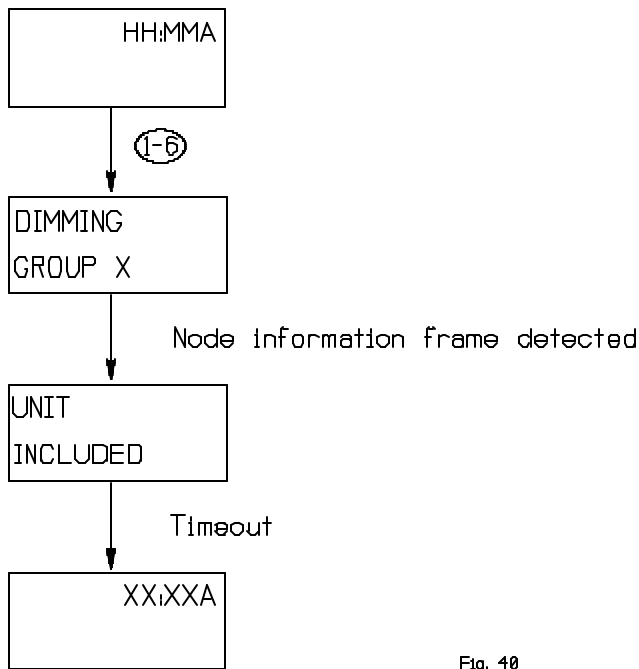 HH:MMA
1-6
DIMMING
GROUP X
Node information frame detected
UNIT
INCLUDED
Timeout
XX:XXA
Fig. 40